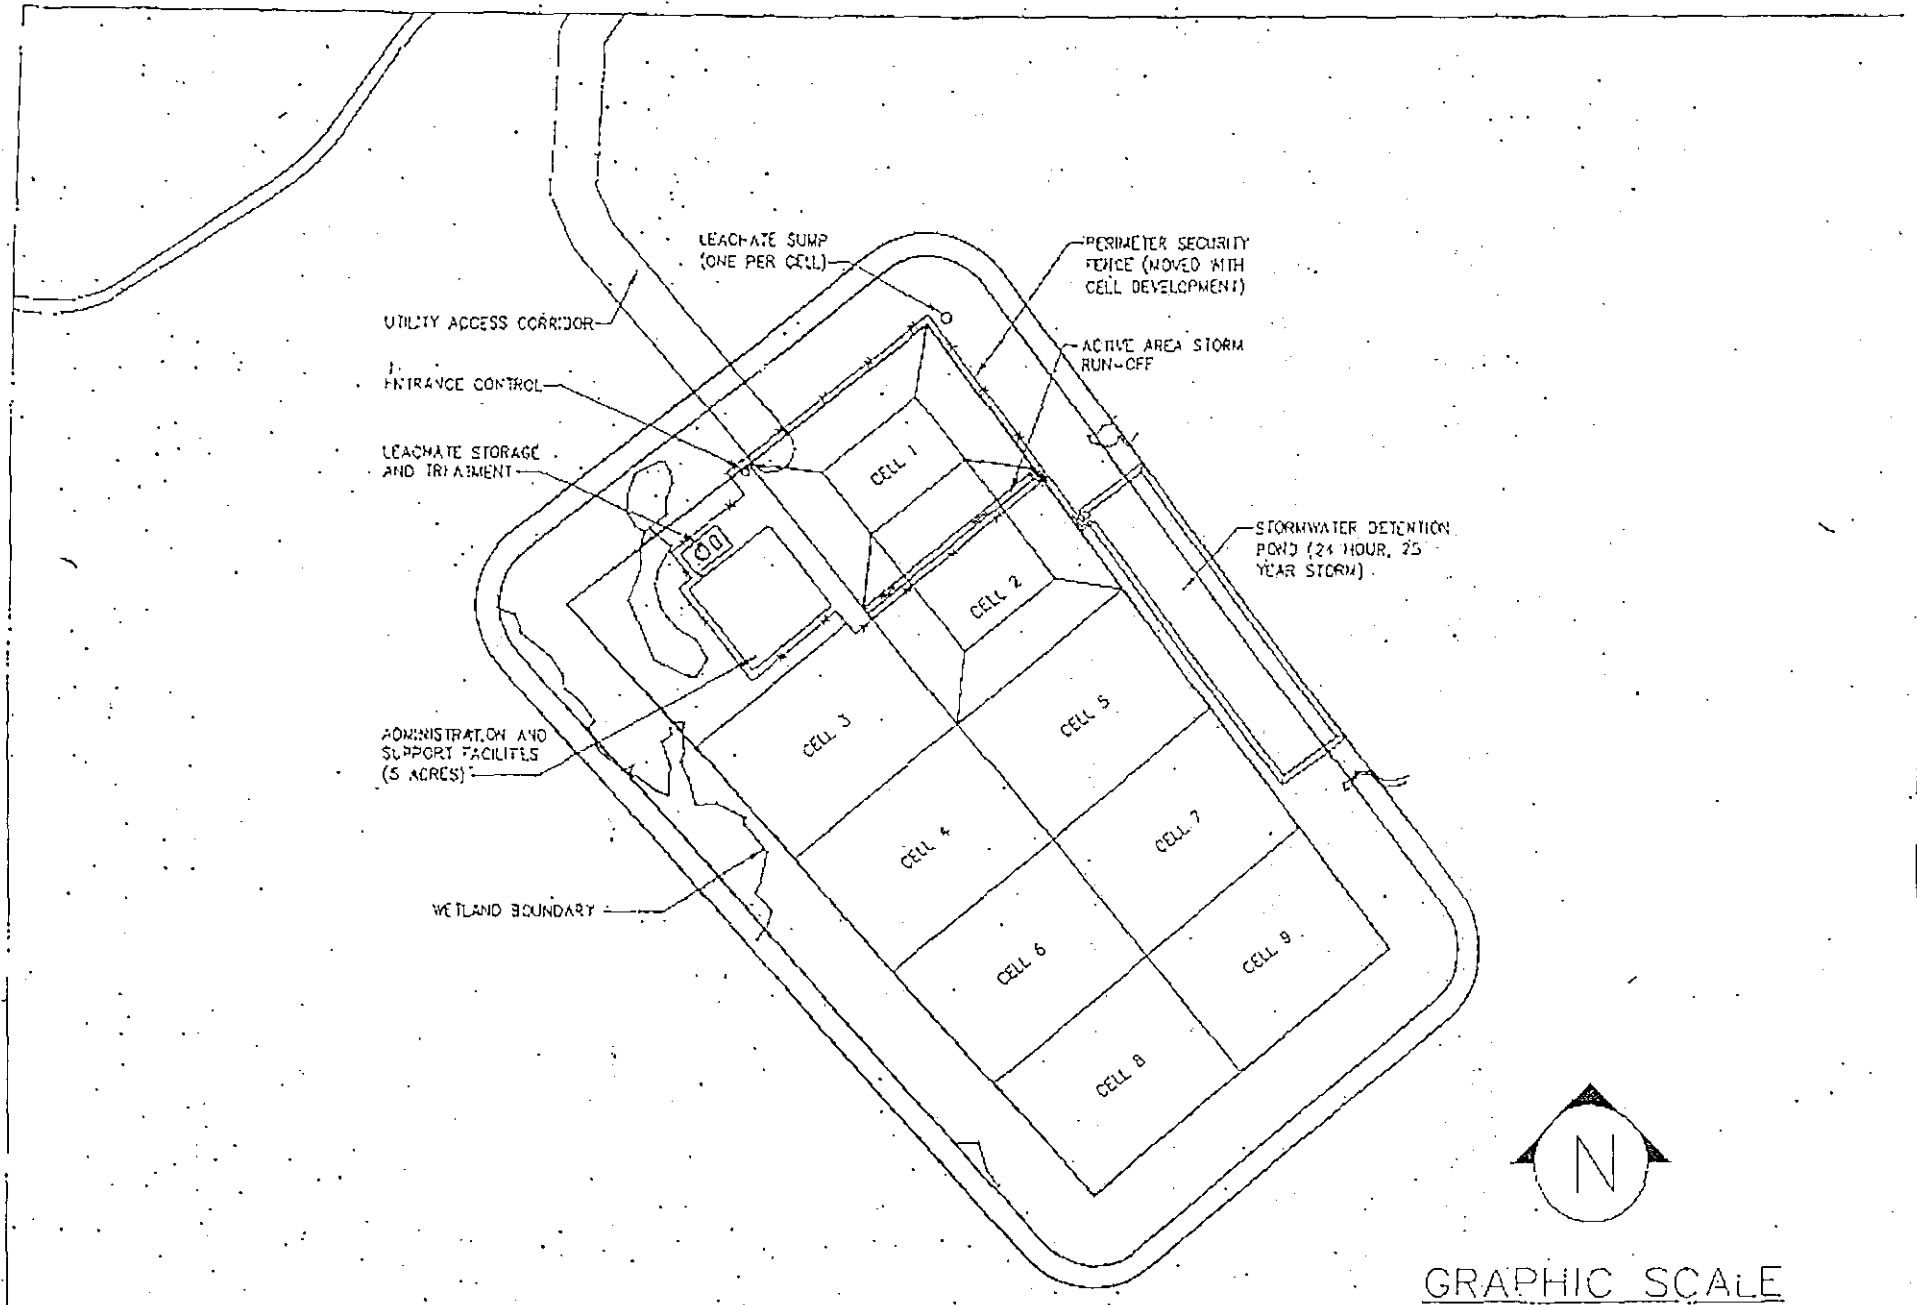 LEACHATE SUMP
(ONE PER CELL)
PERIMETER SECURITY
FENCE (MOVED WITH
CELL DEVELOPMENT)
UTILITY ACCESS CORRIDOR
ACTIVE AREA STORM
RUN-OFF
ENTRANCE CONTROL
LEACHATE STORAGE
AND TREATMENT
CELL 1
STORMWATER DETENTION
POND (24 HOUR, 25
YEAR STORM)
CELL 2
ADMINISTRATION AND
SUPPORT FACILITES
(5 ACRES)
CELL 3
CELL 5
CELL 4
CELL 7
WETLAND BOUNDARY
CELL 6
CELL 9
CELL 8
N
GRAPHIC SCALE